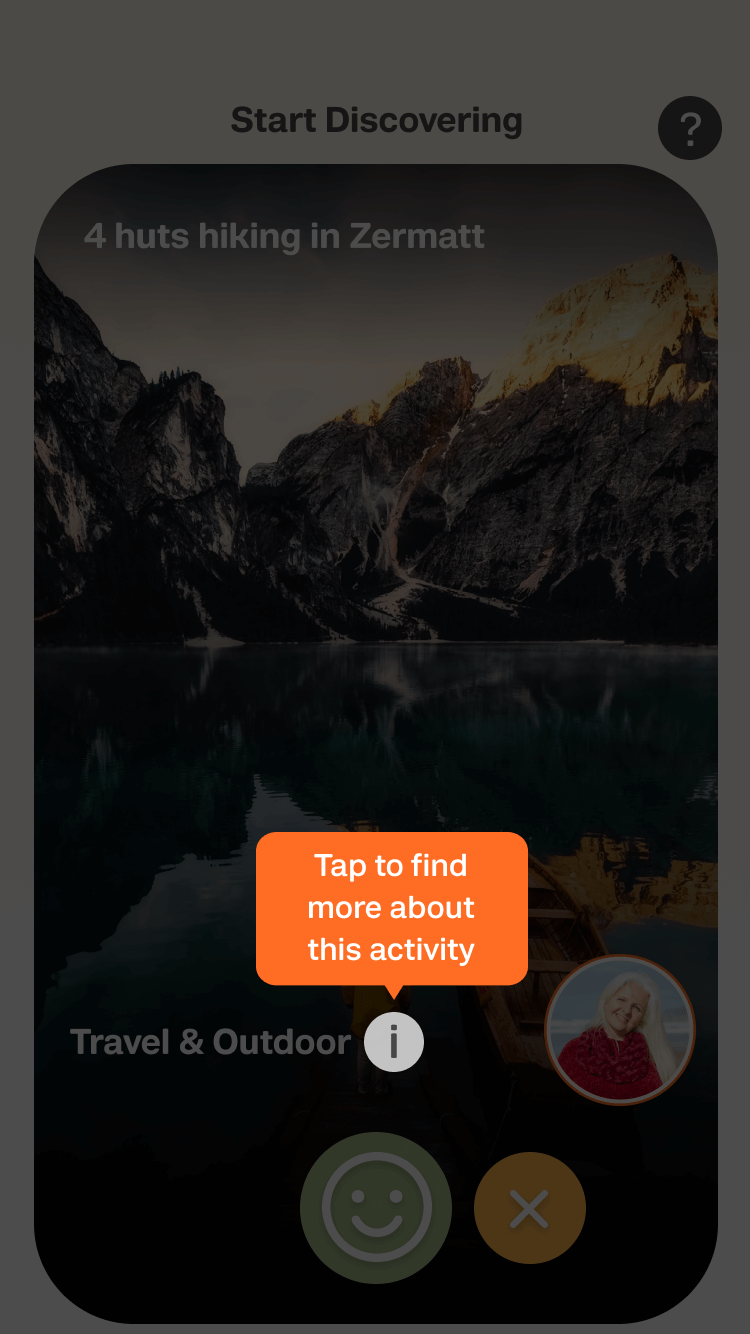 Start Discovering
?
4 huts hiking in Zermatt
Tap to find
more about
this activity
Travel & Outdoor i